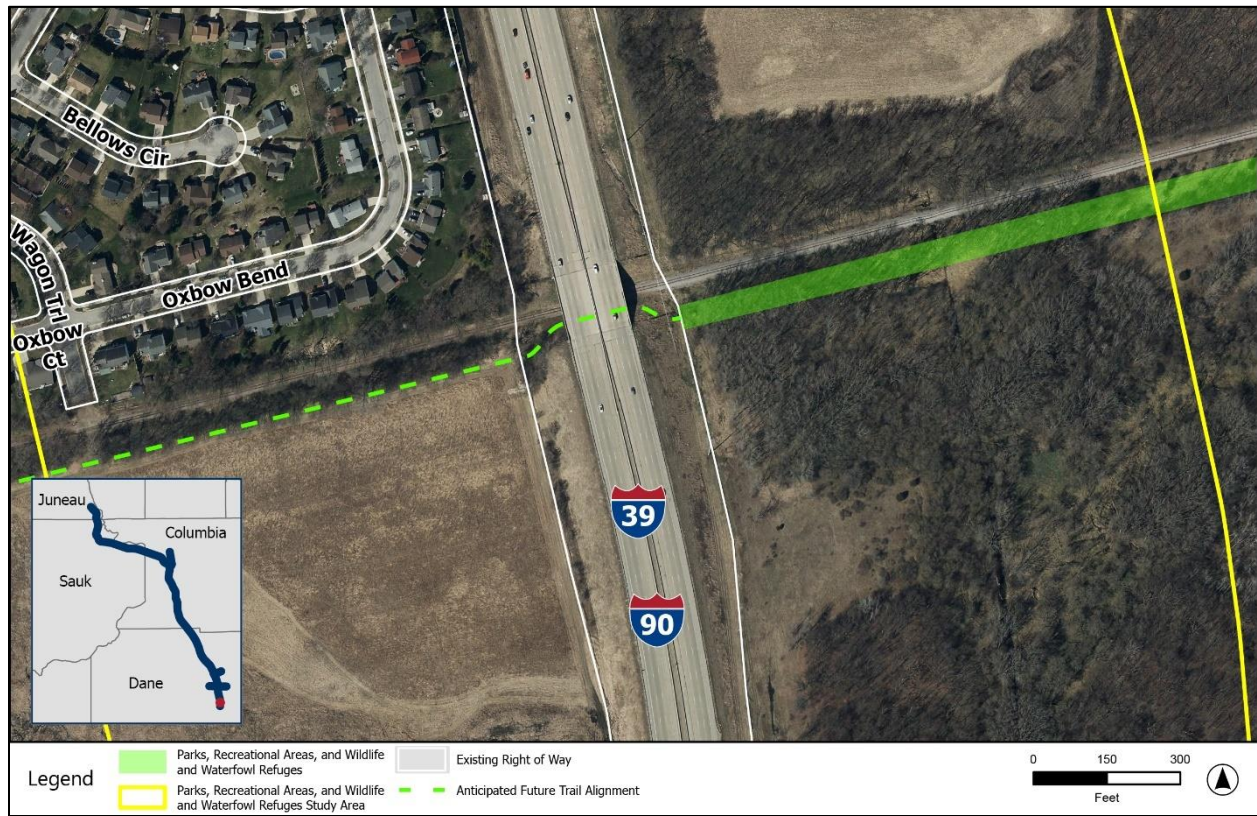 Bellows Cir
Wagon Trl
Oxbow Bend
Oxbow
Ct
39
90
Juneau
Columbia
Sauk
Dane
Legend
Parks, Recreational Areas, and Wildlife
and Waterfowl Refuges
Parks, Recreational Areas, and Wildlife
and Waterfowl Refuges Study Area
Existing Right of Way
Anticipated Future Trail Alignment
0 150 300
Feet